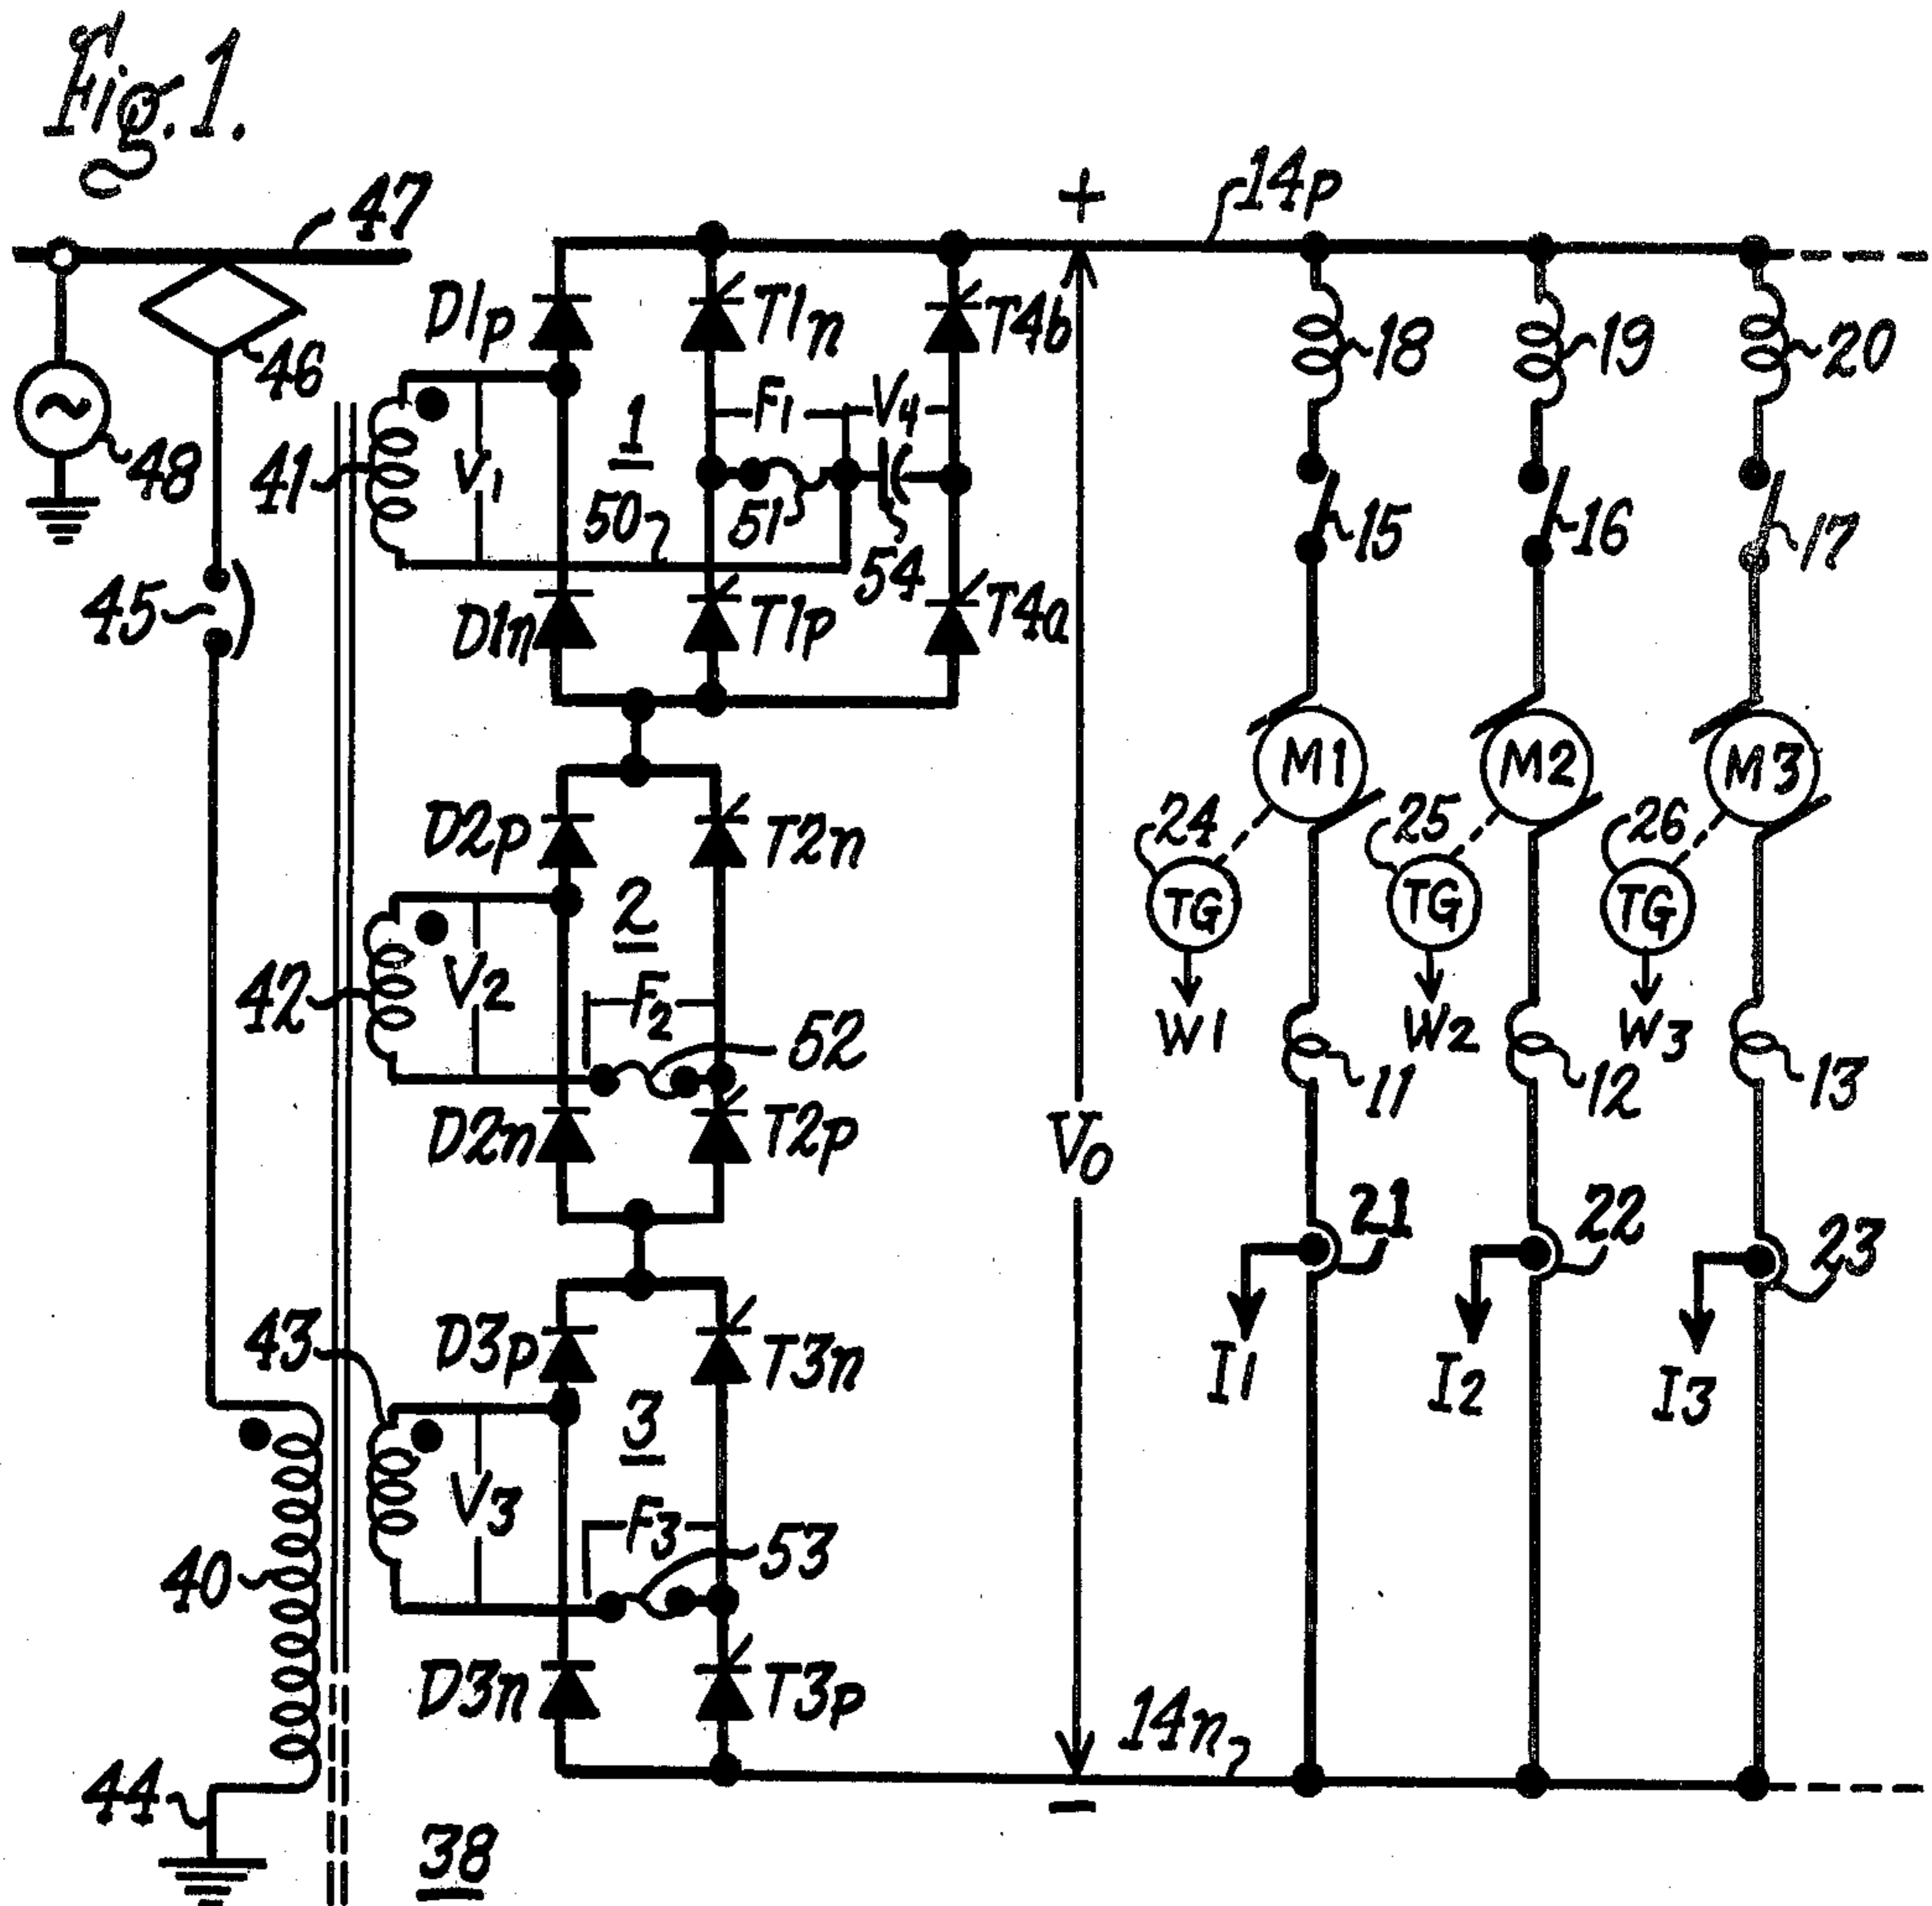 Fig. 1.
47
14p
+
D1p
T1n
T4b
18
19
20
46
48
41
V1
1
F1
V4
50
51
54
15
16
17
45
D1n
T1p
T4a
M1
M2
M3
D2p
T2n
24
25
26
2
TG
TG
TG
42
V2
F2
52
W1
W2
W3
11
12
13
D2n
T2p
Vo
21
22
23
43
D3p
T3n
I1
I2
I3
3
V3
F3
53
40
D3n
T3p
14n
44
−
38